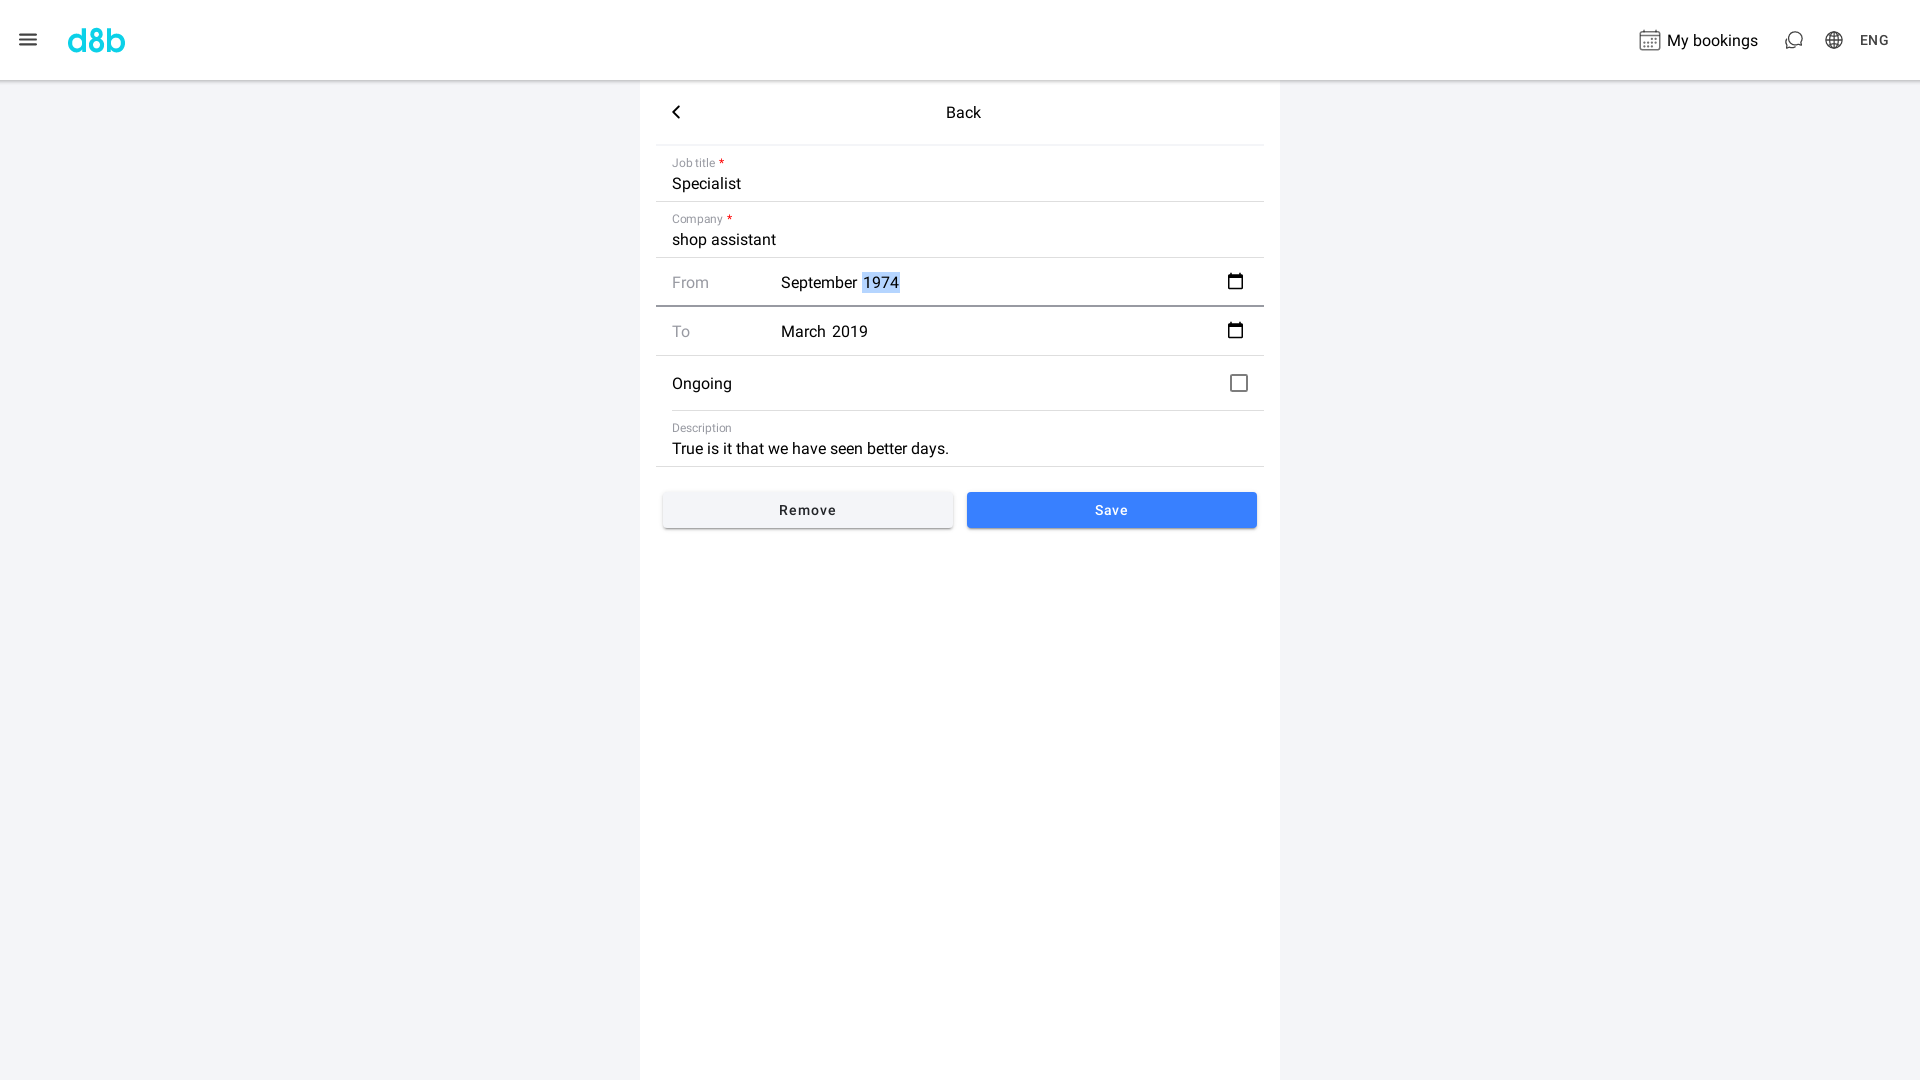 d8b
My bookings
ENG
Back
Job title *
Specialist
Company *
shop assistant
From September 1974
To March 2019
Ongoing
Description
True is it that we have seen better days.
Remove Save